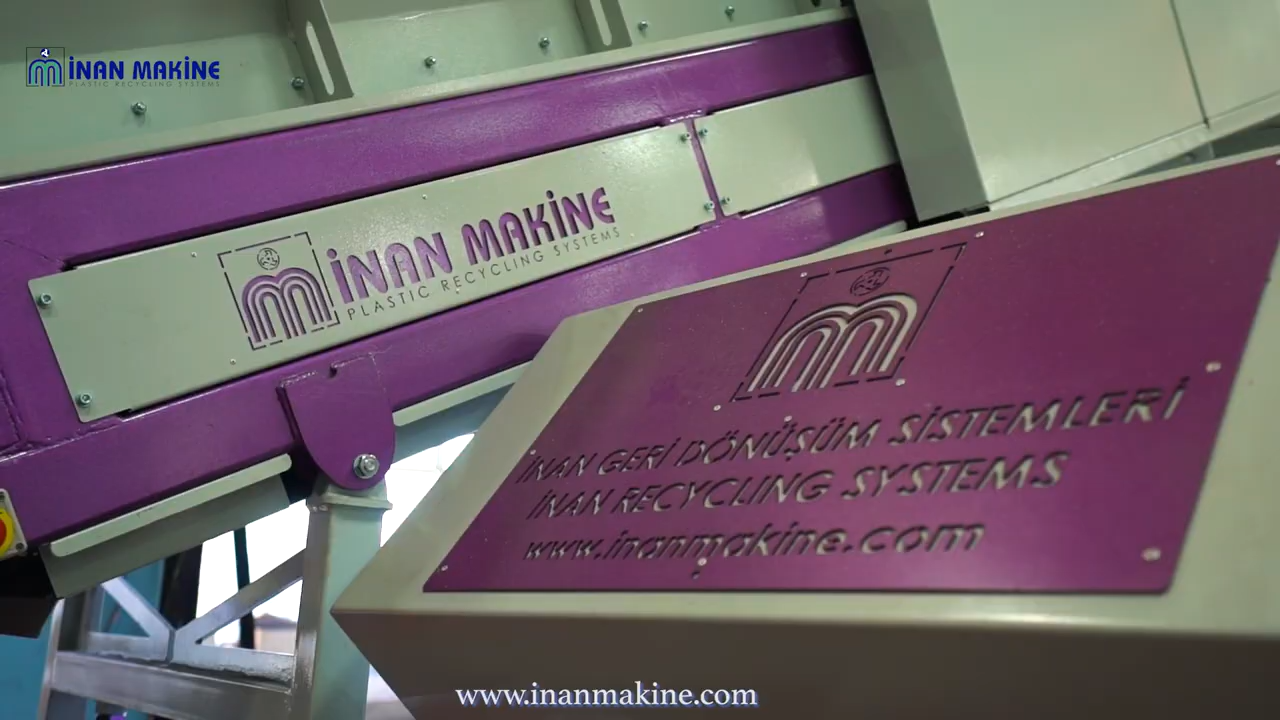 İNAN MAKİNE
PLASTIC RECYCLING SYSTEMS
İNAN MAKİNE
PLASTIC RECYCLING SYSTEMS
İNAN GERİ DÖNÜŞÜM SİSTEMLERİ
İNAN RECYCLING SYSTEMS
www.inanmakine.com
www.inanmakine.com